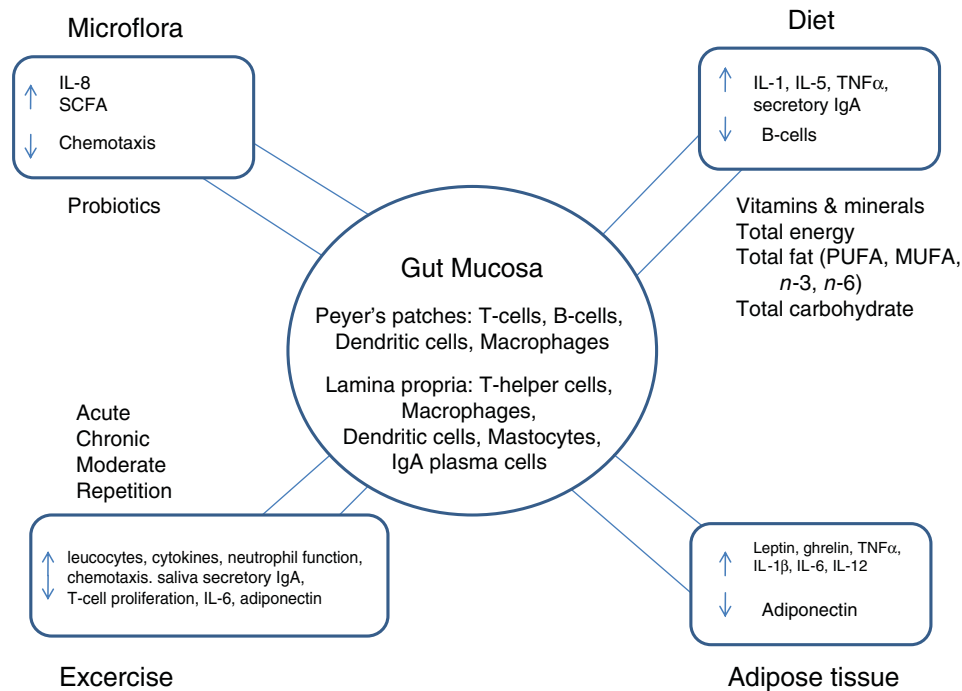 Microflora
↑ IL-8
SCFA
↓ Chemotaxis
Probiotics
Diet
↑ IL-1, IL-5, TNFα,
secretory IgA
↓ B-cells
Vitamins & minerals
Total energy
Total fat (PUFA, MUFA,
n-3, n-6)
Total carbohydrate
Gut Mucosa
Peyer's patches: T-cells, B-cells,
Dendritic cells, Macrophages
Lamina propria: T-helper cells,
Macrophages,
Dendritic cells, Mastocytes,
IgA plasma cells
Acute
Chronic
Moderate
Repetition
leucocytes, cytokines, neutrophil function,
chemotaxis. saliva secretory IgA,
T-cell proliferation, IL-6, adiponectin
Excercise
↑ Leptin, ghrelin, TNFα,
IL-1β, IL-6, IL-12
↓ Adiponectin
Adipose tissue